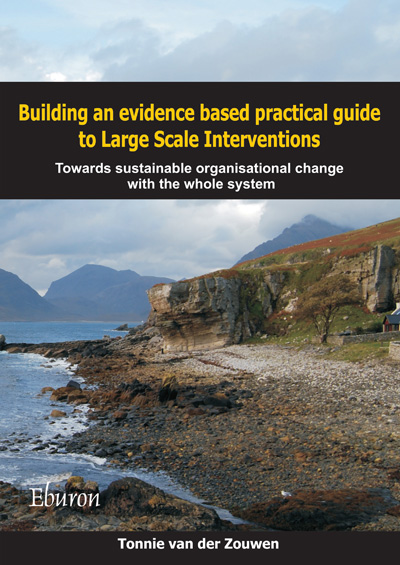 Building an evidence based practical guide
to Large Scale Interventions
Towards sustainable organisational change
with the whole system
Eburon
Tonnie van der Zouwen